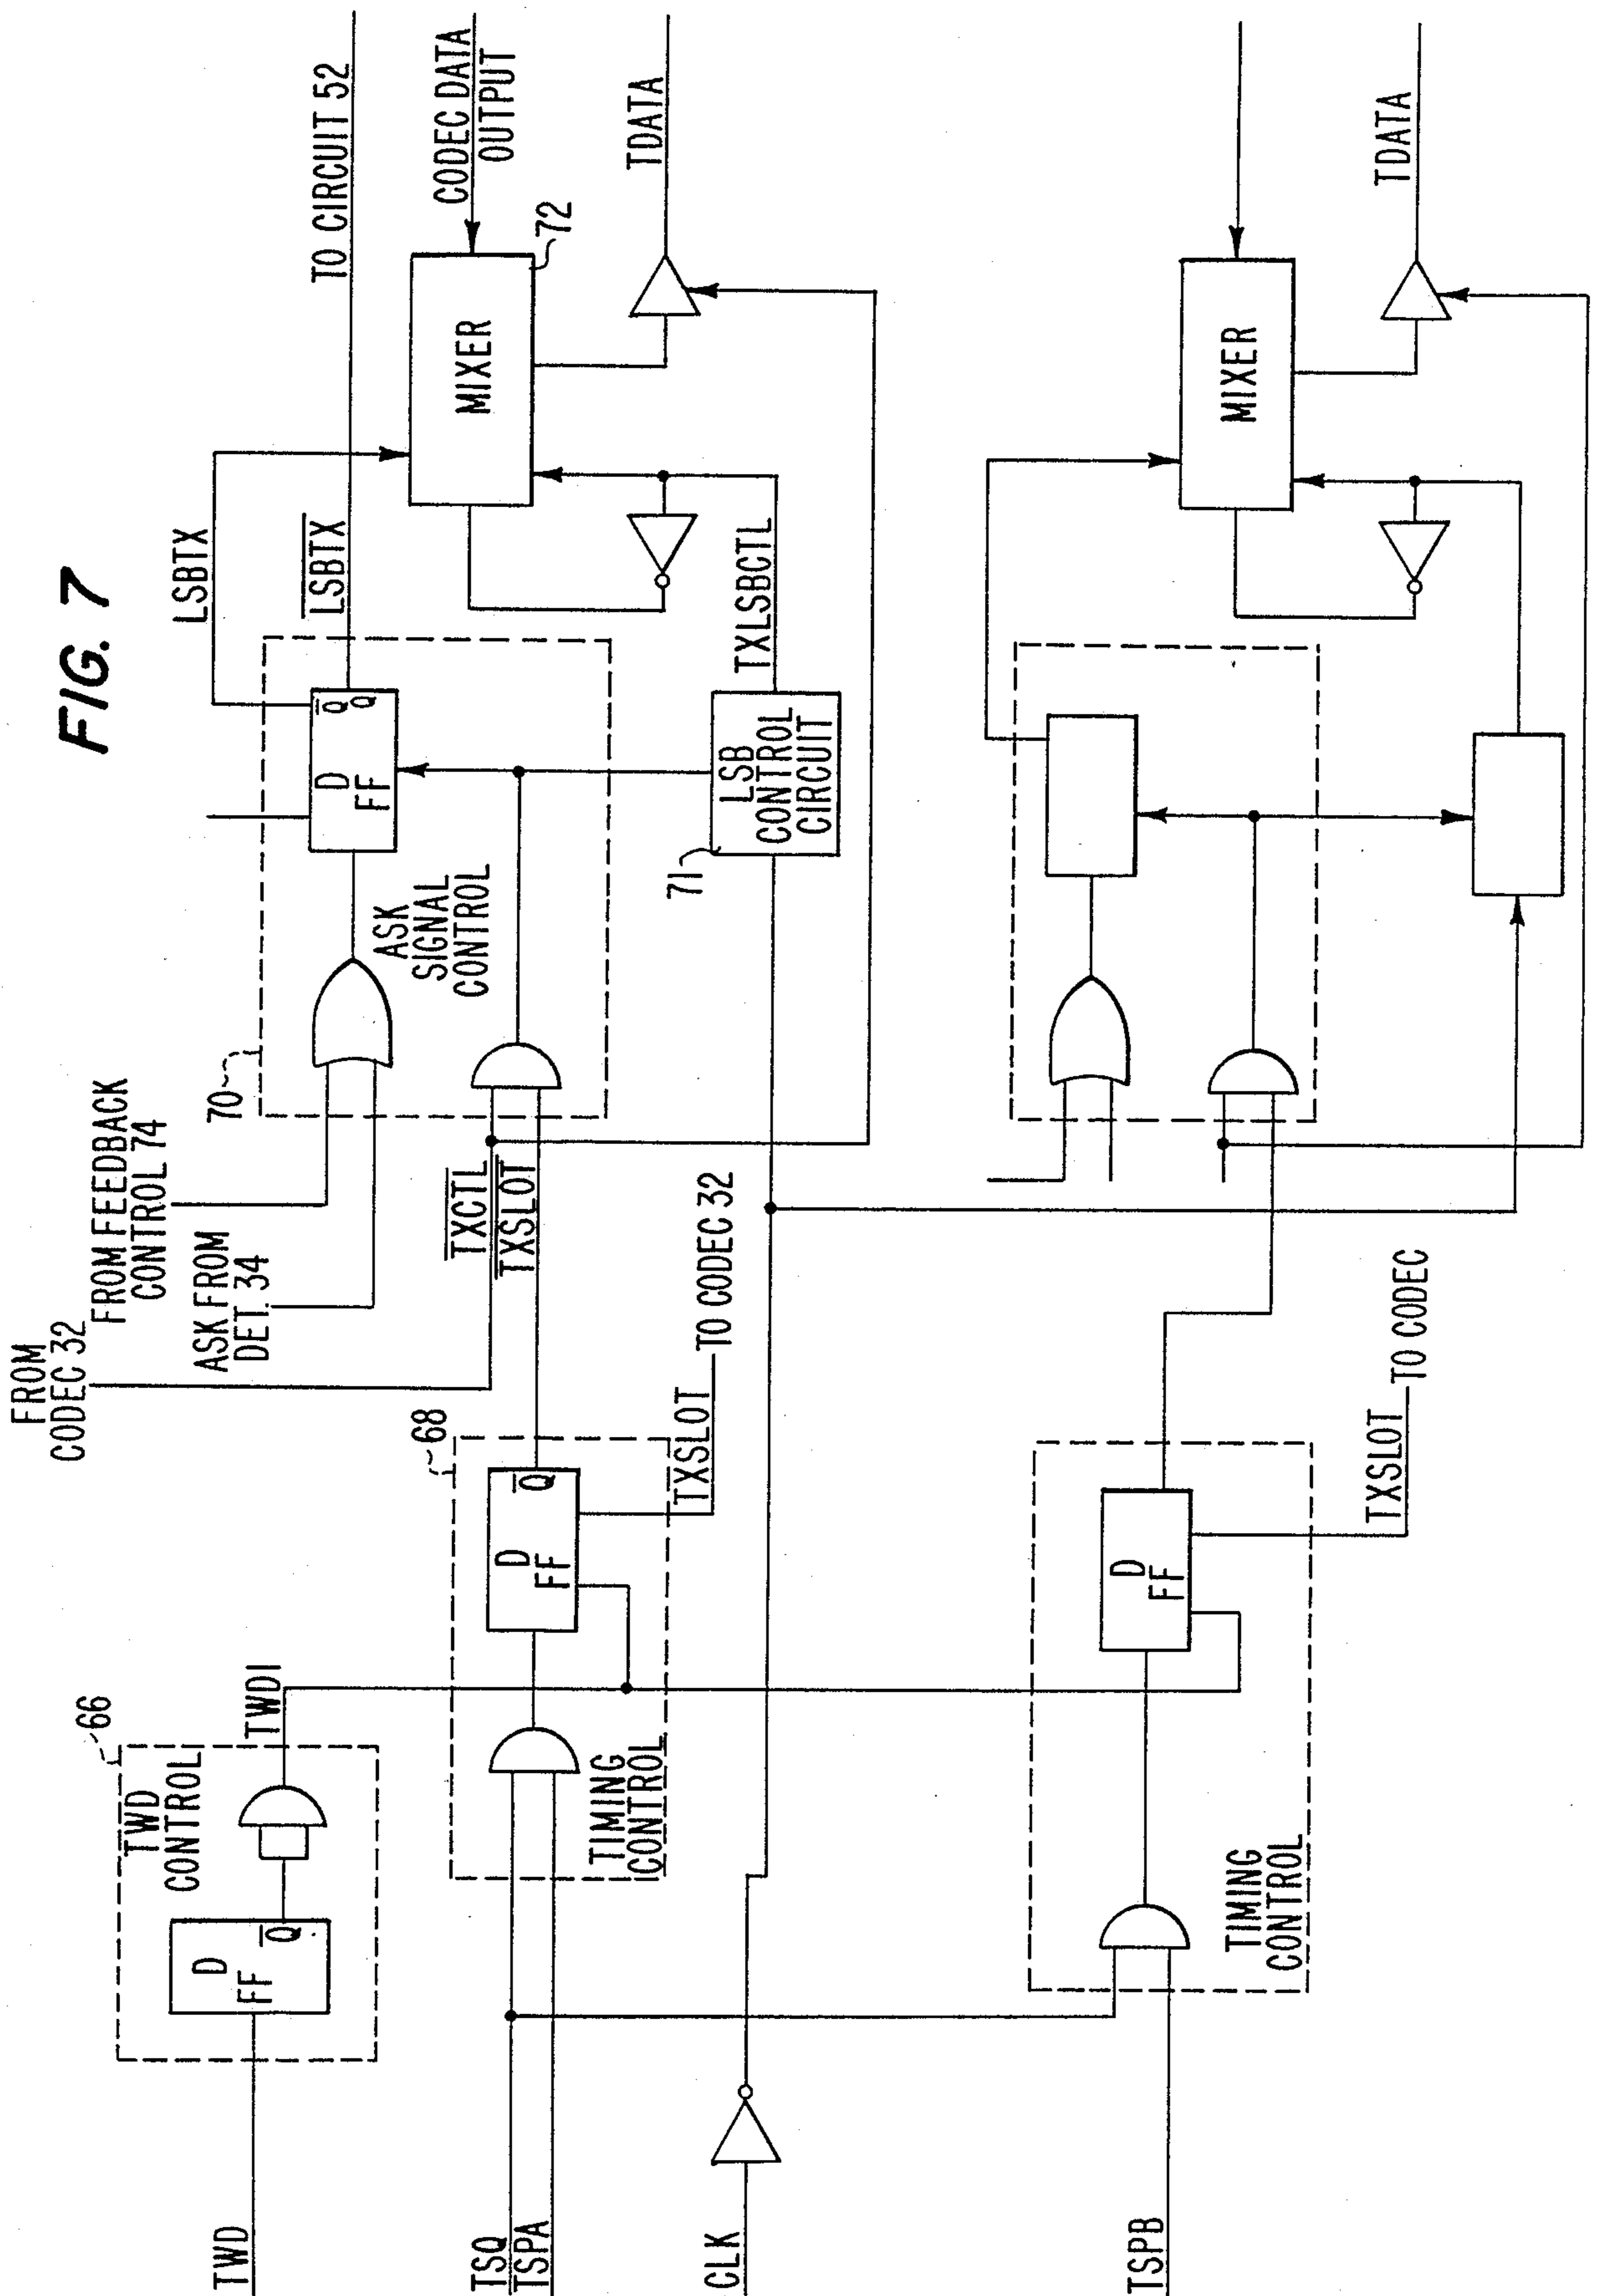 FIG. 7
TWD
66
TWD
CONTROL
D
FF
Q̅
TWDI
FROM
CODEC 32
FROM FEEDBACK
CONTROL 74
ASK FROM
DET. 34
70
ASK
SIGNAL
CONTROL
D
FF
Q̅
Q
LSBTX
L̅S̅B̅T̅X̅
TO CIRCUIT 52
CODEC DATA
OUTPUT
MIXER
72
TDATA
TSQ
TSPA
TIMING
CONTROL
68
D
FF
Q̅
T̅X̅C̅T̅L̅
T̅X̅S̅L̅O̅T̅
TXSLOT
TO CODEC 32
71
LSB
CONTROL
CIRCUIT
TXLSBCTL
CLK
TSPB
TIMING
CONTROL
D
FF
TXSLOT
TO CODEC
MIXER
TDATA